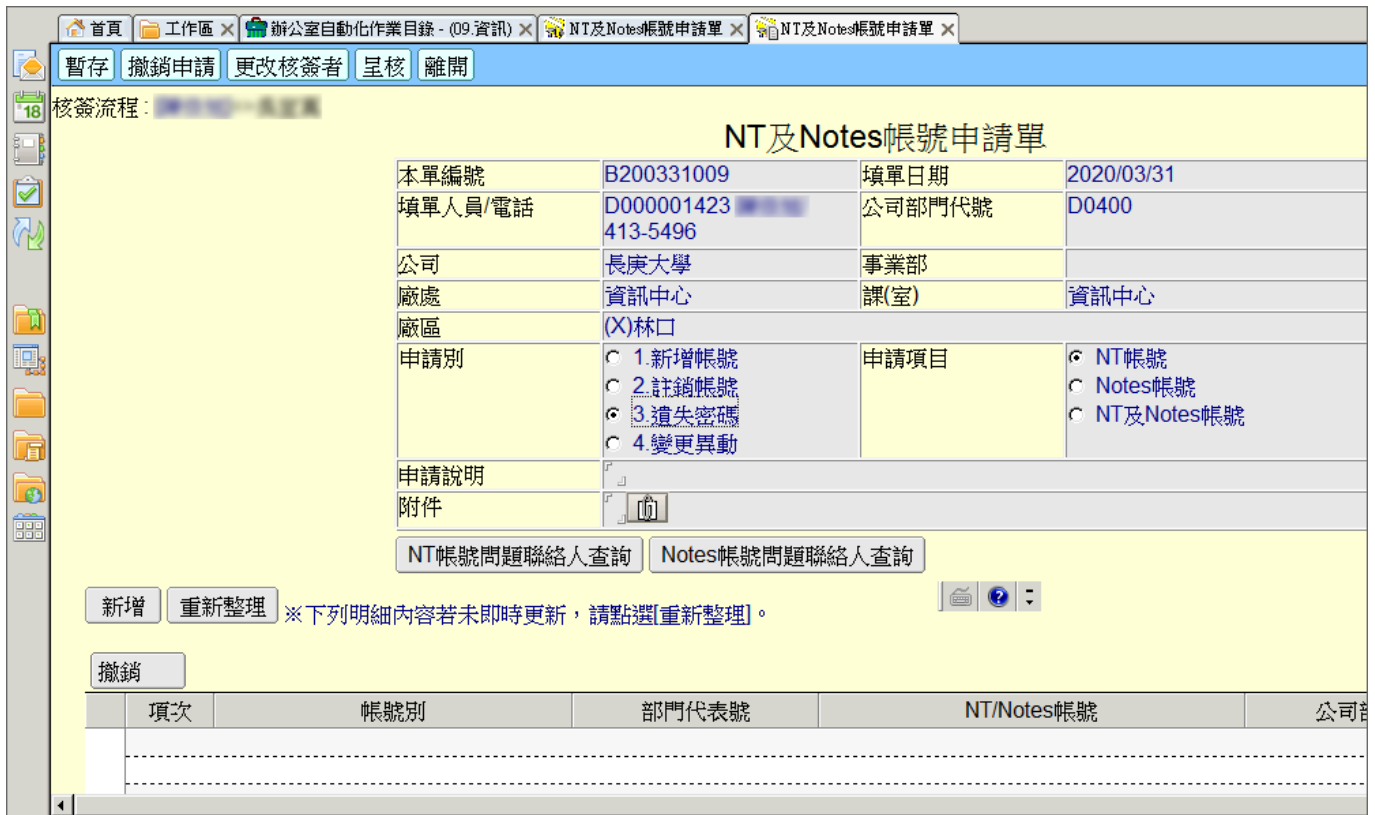 首頁 工作區 辦公室自動化作業目錄 - (09.資訊) NT及Notes帳號申請單 NT及Notes帳號申請單
暫存 撤銷申請 更改核簽者 呈核 離開
18
核簽流程:
NT及Notes帳號申請單
本單編號 B200331009 填單日期 2020/03/31
填單人員/電話 D000001423 公司部門代號 D0400
413-5496
公司 長庚大學 事業部
廠處 資訊中心 課(室) 資訊中心
廠區 (X)林口
申請別 1.新增帳號 申請項目 NT帳號
2.註銷帳號 Notes帳號
3.遺失密碼 NT及Notes帳號
4.變更異動
申請說明
附件
NT帳號問題聯絡人查詢 Notes帳號問題聯絡人查詢
新增 重新整理 ※下列明細內容若未即時更新，請點選[重新整理]。
撤銷
項次 帳號別 部門代表號 NT/Notes帳號 公司